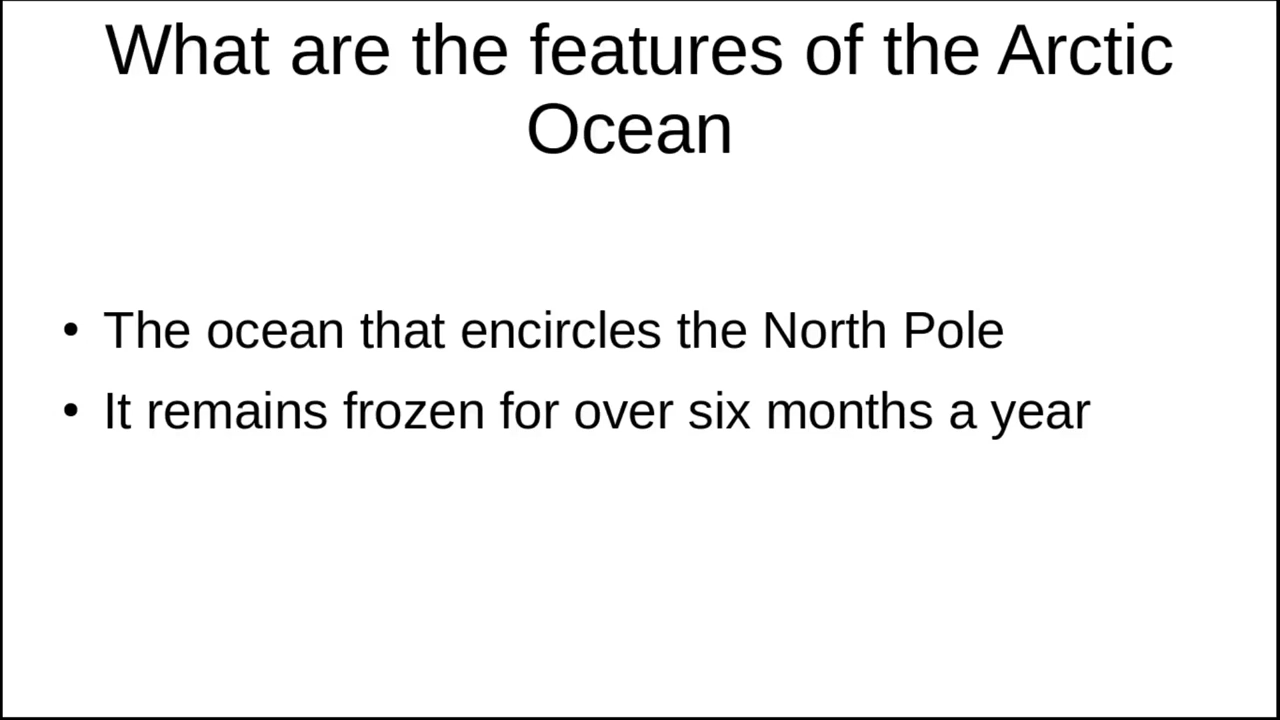 What are the features of the Arctic
Ocean
• The ocean that encircles the North Pole
• It remains frozen for over six months a year